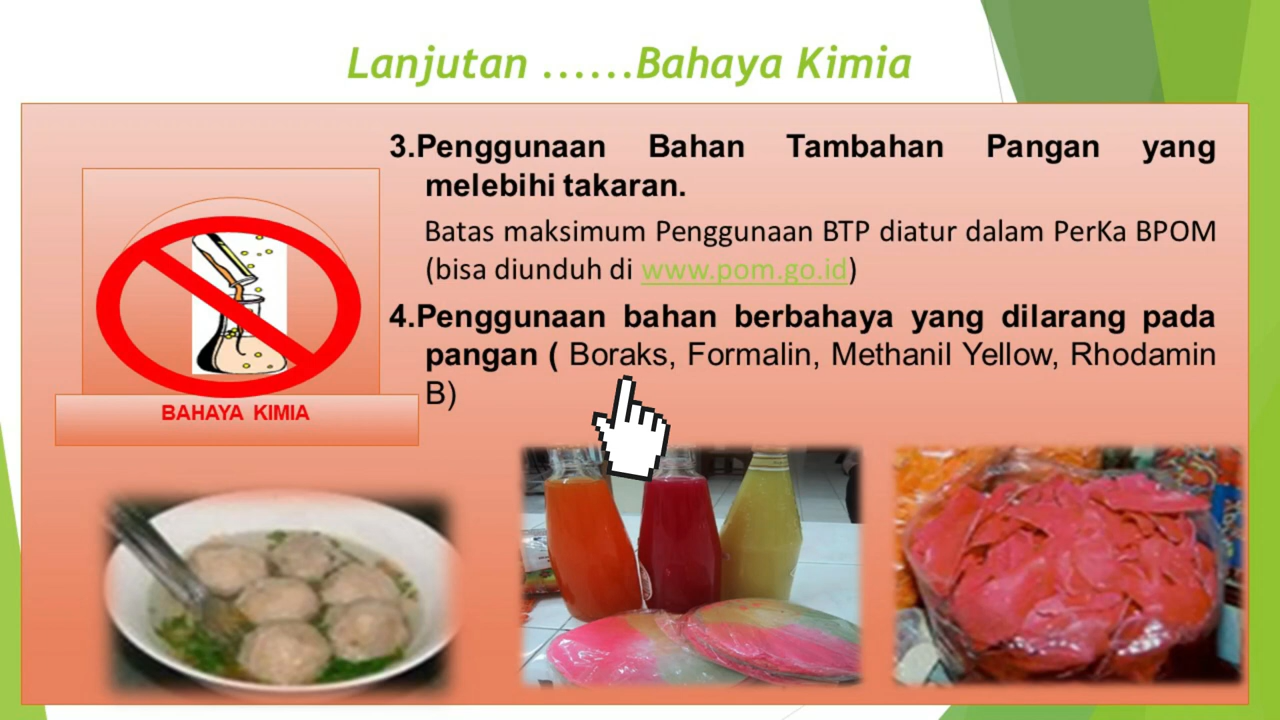 Lanjutan ......Bahaya Kimia
3.Penggunaan Bahan Tambahan Pangan yang
melebihi takaran.
Batas maksimum Penggunaan BTP diatur dalam PerKa BPOM
(bisa diunduh di www.pom.go.id)
4.Penggunaan bahan berbahaya yang dilarang pada
pangan ( Boraks, Formalin, Methanil Yellow, Rhodamin
B)
BAHAYA KIMIA